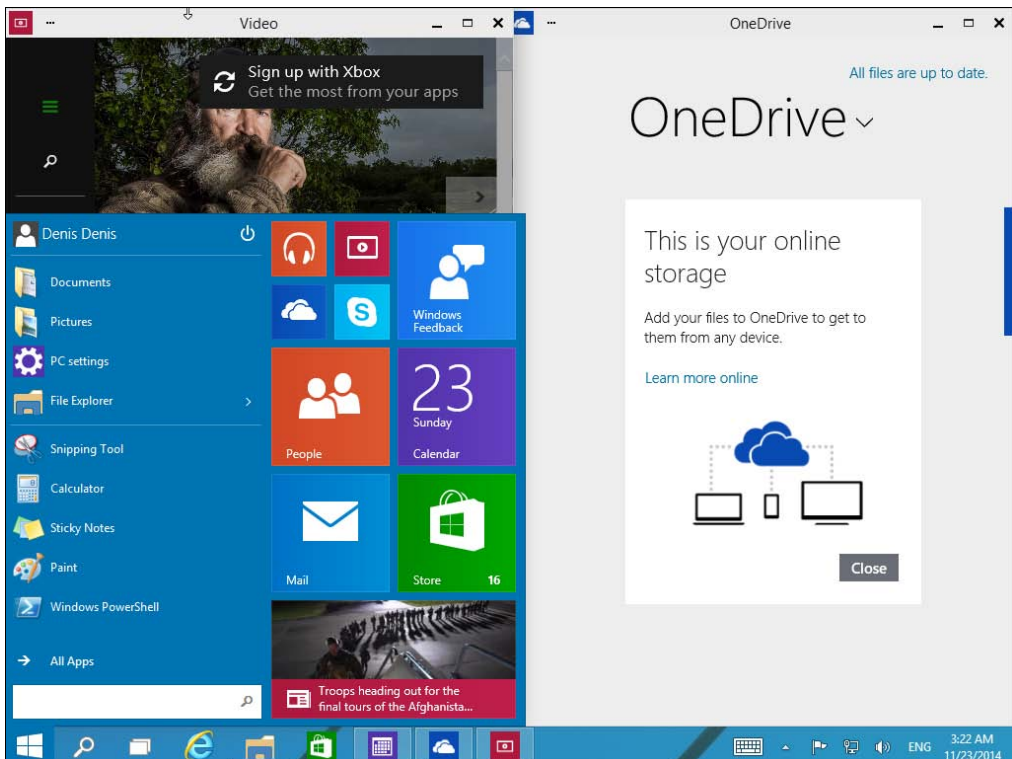 Video
Sign up with Xbox
Get the most from your apps
Denis Denis
Documents
Pictures
PC settings
File Explorer
Snipping Tool
Calculator
Sticky Notes
Paint
Windows PowerShell
All Apps
Windows
Feedback
People
23
Sunday
Calendar
Mail
Store 16
Troops heading out for the
final tours of the Afghanista...
OneDrive
All files are up to date.
OneDrive
This is your online
storage
Add your files to OneDrive to get to
them from any device.
Learn more online
Close
ENG
3:22 AM
11/23/2014